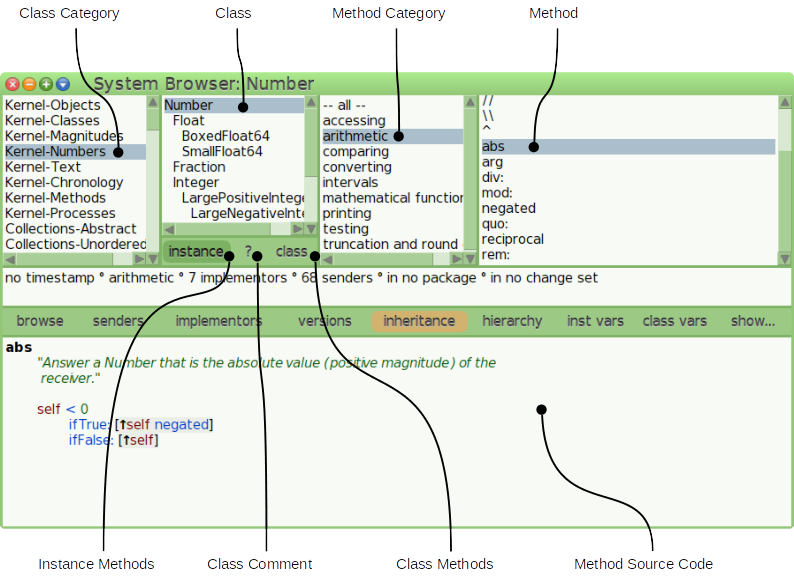 Class Category
Class
Method Category
Method
System Browser: Number
Kernel-Objects
Kernel-Classes
Kernel-Magnitudes
Kernel-Numbers
Kernel-Text
Kernel-Chronology
Kernel-Methods
Kernel-Processes
Collections-Abstract
Collections-Unordered
Number
Float
BoxedFloat64
SmallFloat64
Fraction
Integer
LargePositiveIntege
LargeNegativeInte
instance
?
class
-- all --
accessing
arithmetic
comparing
converting
intervals
mathematical function
printing
testing
truncation and round
//
\\
^
abs
arg
div:
mod:
negated
quo:
reciprocal
rem:
no timestamp ° arithmetic ° 7 implementors ° 68 senders ° in no package ° in no change set
browse senders implementors versions inheritance hierarchy inst vars class vars show...
abs
"Answer a Number that is the absolute value (positive magnitude) of the
receiver."
self < 0
ifTrue: [↑self negated]
ifFalse: [↑self]
Instance Methods
Class Comment
Class Methods
Method Source Code